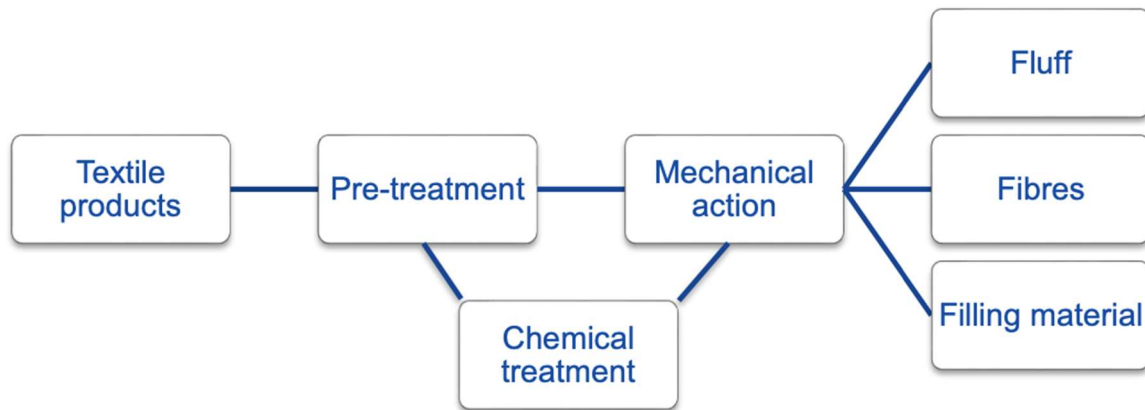 Textile
products
Pre-treatment
Mechanical
action
Chemical
treatment
Fluff
Fibres
Filling material